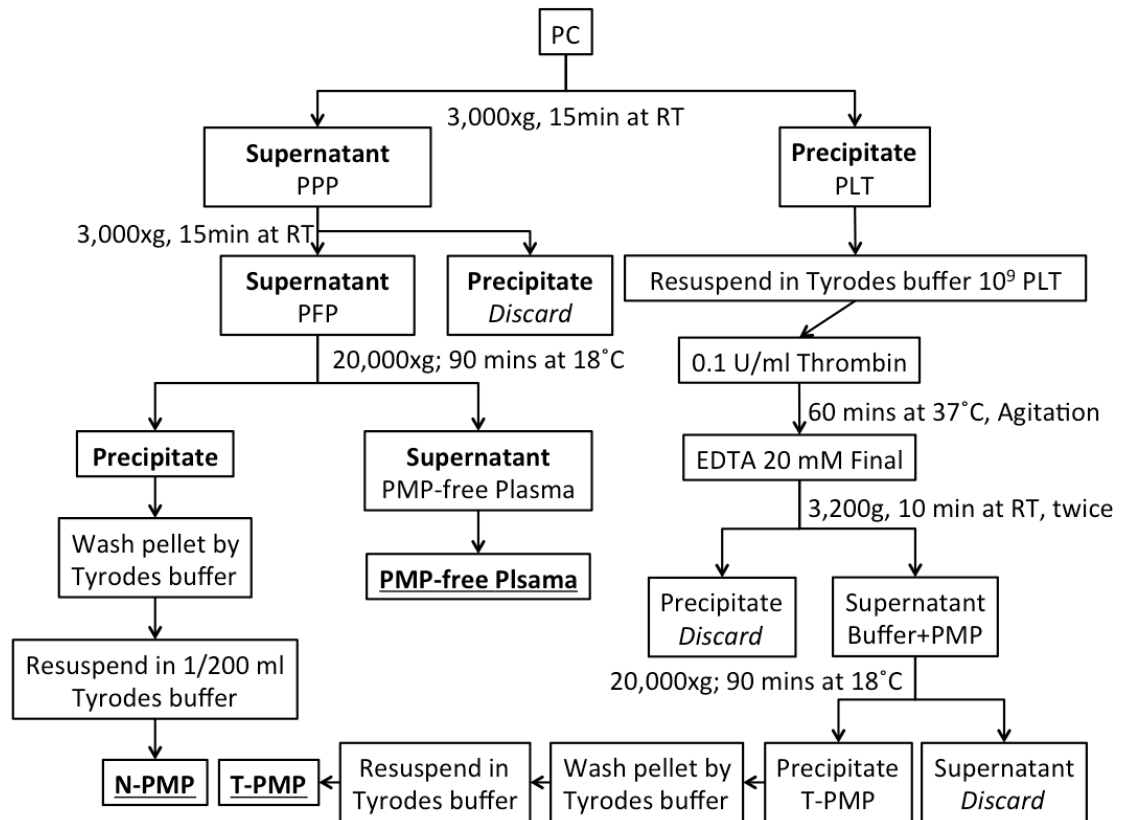 PC
3,000xg, 15min at RT
Supernatant
PPP
Precipitate
PLT
3,000xg, 15min at RT
Supernatant
PFP
Precipitate
Discard
Resuspend in Tyrodes buffer 10⁹ PLT
20,000xg; 90 mins at 18˚C
0.1 U/ml Thrombin
60 mins at 37˚C, Agitation
Precipitate
Supernatant
PMP-free Plasma
EDTA 20 mM Final
3,200g, 10 min at RT, twice
Wash pellet by
Tyrodes buffer
PMP-free Plsama
Precipitate
Discard
Supernatant
Buffer+PMP
Resuspend in 1/200 ml
Tyrodes buffer
20,000xg; 90 mins at 18˚C
N-PMP
T-PMP
Resuspend in
Tyrodes buffer
Wash pellet by
Tyrodes buffer
Precipitate
T-PMP
Supernatant
Discard